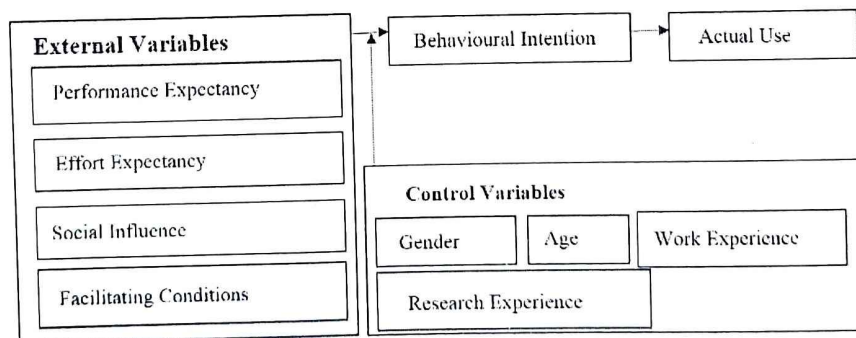 External Variables
Performance Expectancy
Effort Expectancy
Social Influence
Facilitating Conditions
Behavioural Intention
Actual Use
Control Variables
Gender
Age
Work Experience
Research Experience